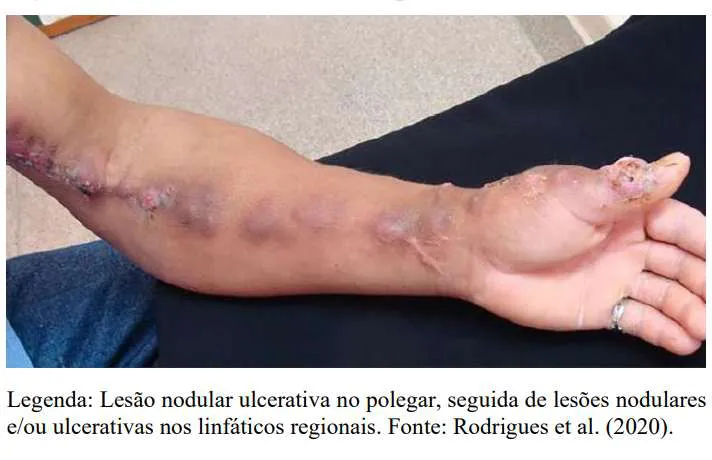 Legenda: Lesão nodular ulcerativa no polegar, seguida de lesões nodulares
e/ou ulcerativas nos linfáticos regionais. Fonte: Rodrigues et al. (2020).